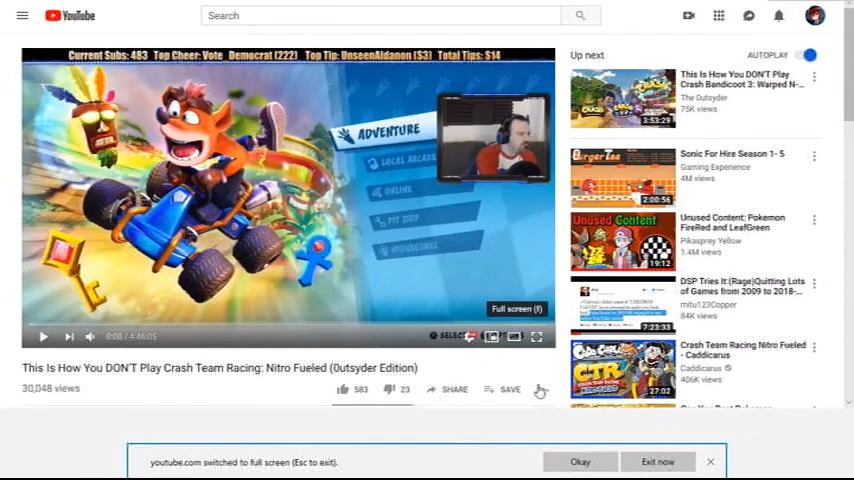 YouTube
Search
Current Subs: 483 Top Cheer: Vote_Democrat (222) Top Tip: UnseenAldanon ($3) Total Tips: $14
ADVENTURE
LOCAL ARCADE
ONLINE
PIT STOP
Full screen (f)
0:00 / 4:46:05
SELECT
This Is How You DON'T Play Crash Team Racing: Nitro Fueled (0utsyder Edition)
30,048 views
583
23
SHARE
SAVE
Up next
AUTOPLAY
This Is How You DON'T Play
Crash Bandicoot 3: Warped N-...
The 0utsyder
75K views
3:53:29
Sonic For Hire Season 1- 5
Gaming Experience
4M views
2:00:56
Unused Content
Unused Content: Pokemon
FireRed and LeafGreen
Pikasprey Yellow
1.4M views
19:12
DSP Tries It:(Rage)Quitting Lots
of Games from 2009 to 2018-...
mitu123Copper
84K views
7:23:33
CTR
Crash Team Racing Nitro Fueled
- Caddicarus
Caddicarus
406K views
27:02
youtube.com switched to full screen (Esc to exit).
Okay
Exit now